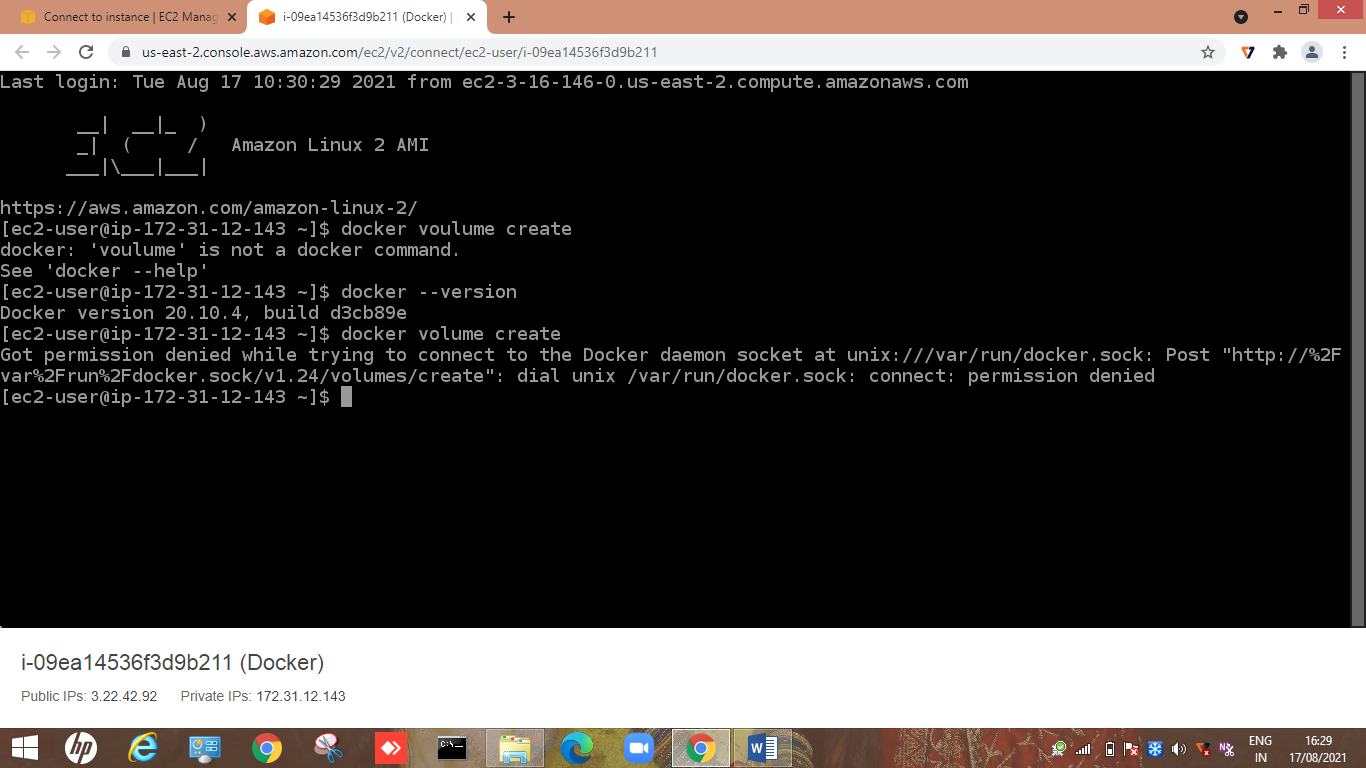 Connect to instance | EC2 Manag
i-09ea14536f3d9b211 (Docker) |
us-east-2.console.aws.amazon.com/ec2/v2/connect/ec2-user/i-09ea14536f3d9b211
Last login: Tue Aug 17 10:30:29 2021 from ec2-3-16-146-0.us-east-2.compute.amazonaws.com
__|  __|_  )
_|  (     /   Amazon Linux 2 AMI
___|\___|___|
https://aws.amazon.com/amazon-linux-2/
[ec2-user@ip-172-31-12-143 ~]$ docker voulume create
docker: 'voulume' is not a docker command.
See 'docker --help'
[ec2-user@ip-172-31-12-143 ~]$ docker --version
Docker version 20.10.4, build d3cb89e
[ec2-user@ip-172-31-12-143 ~]$ docker volume create
Got permission denied while trying to connect to the Docker daemon socket at unix:///var/run/docker.sock: Post "http://%2F
var%2Frun%2Fdocker.sock/v1.24/volumes/create": dial unix /var/run/docker.sock: connect: permission denied
[ec2-user@ip-172-31-12-143 ~]$
i-09ea14536f3d9b211 (Docker)
Public IPs: 3.22.42.92 Private IPs: 172.31.12.143
ENG 16:29
IN 17/08/2021